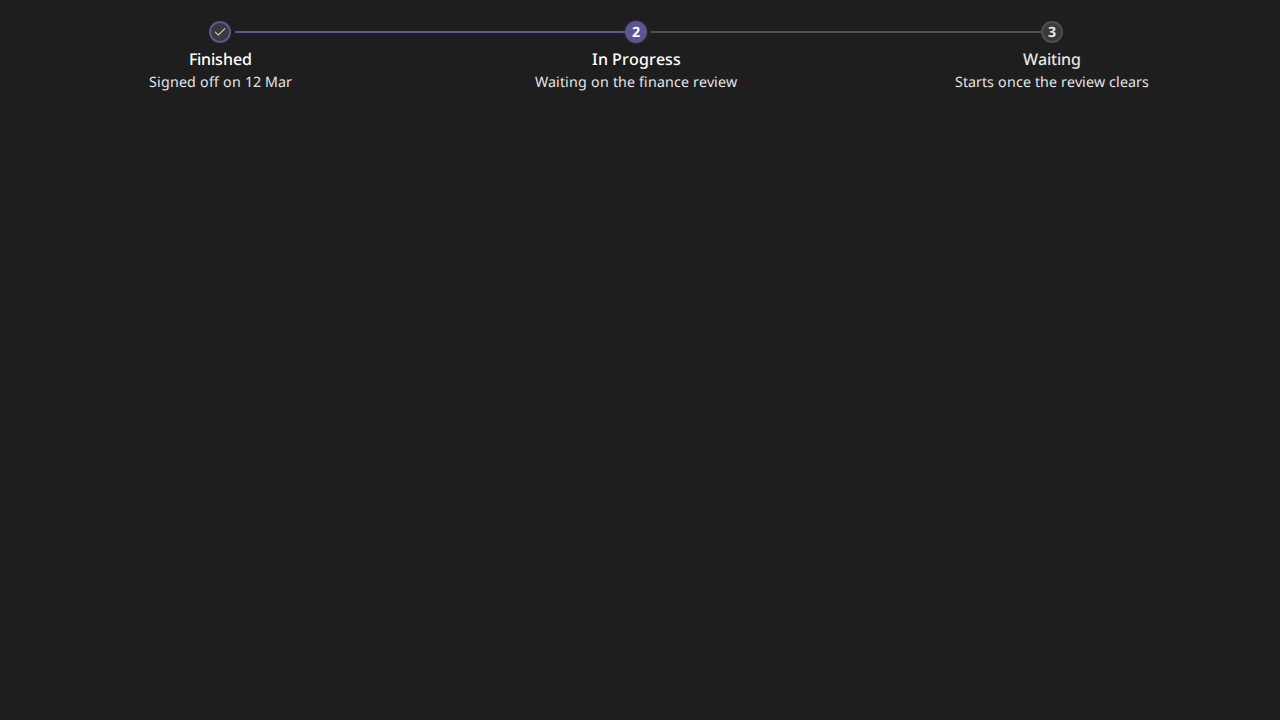 2
3
Finished
In Progress
Waiting
Signed off on 12 Mar
Waiting on the finance review
Starts once the review clears